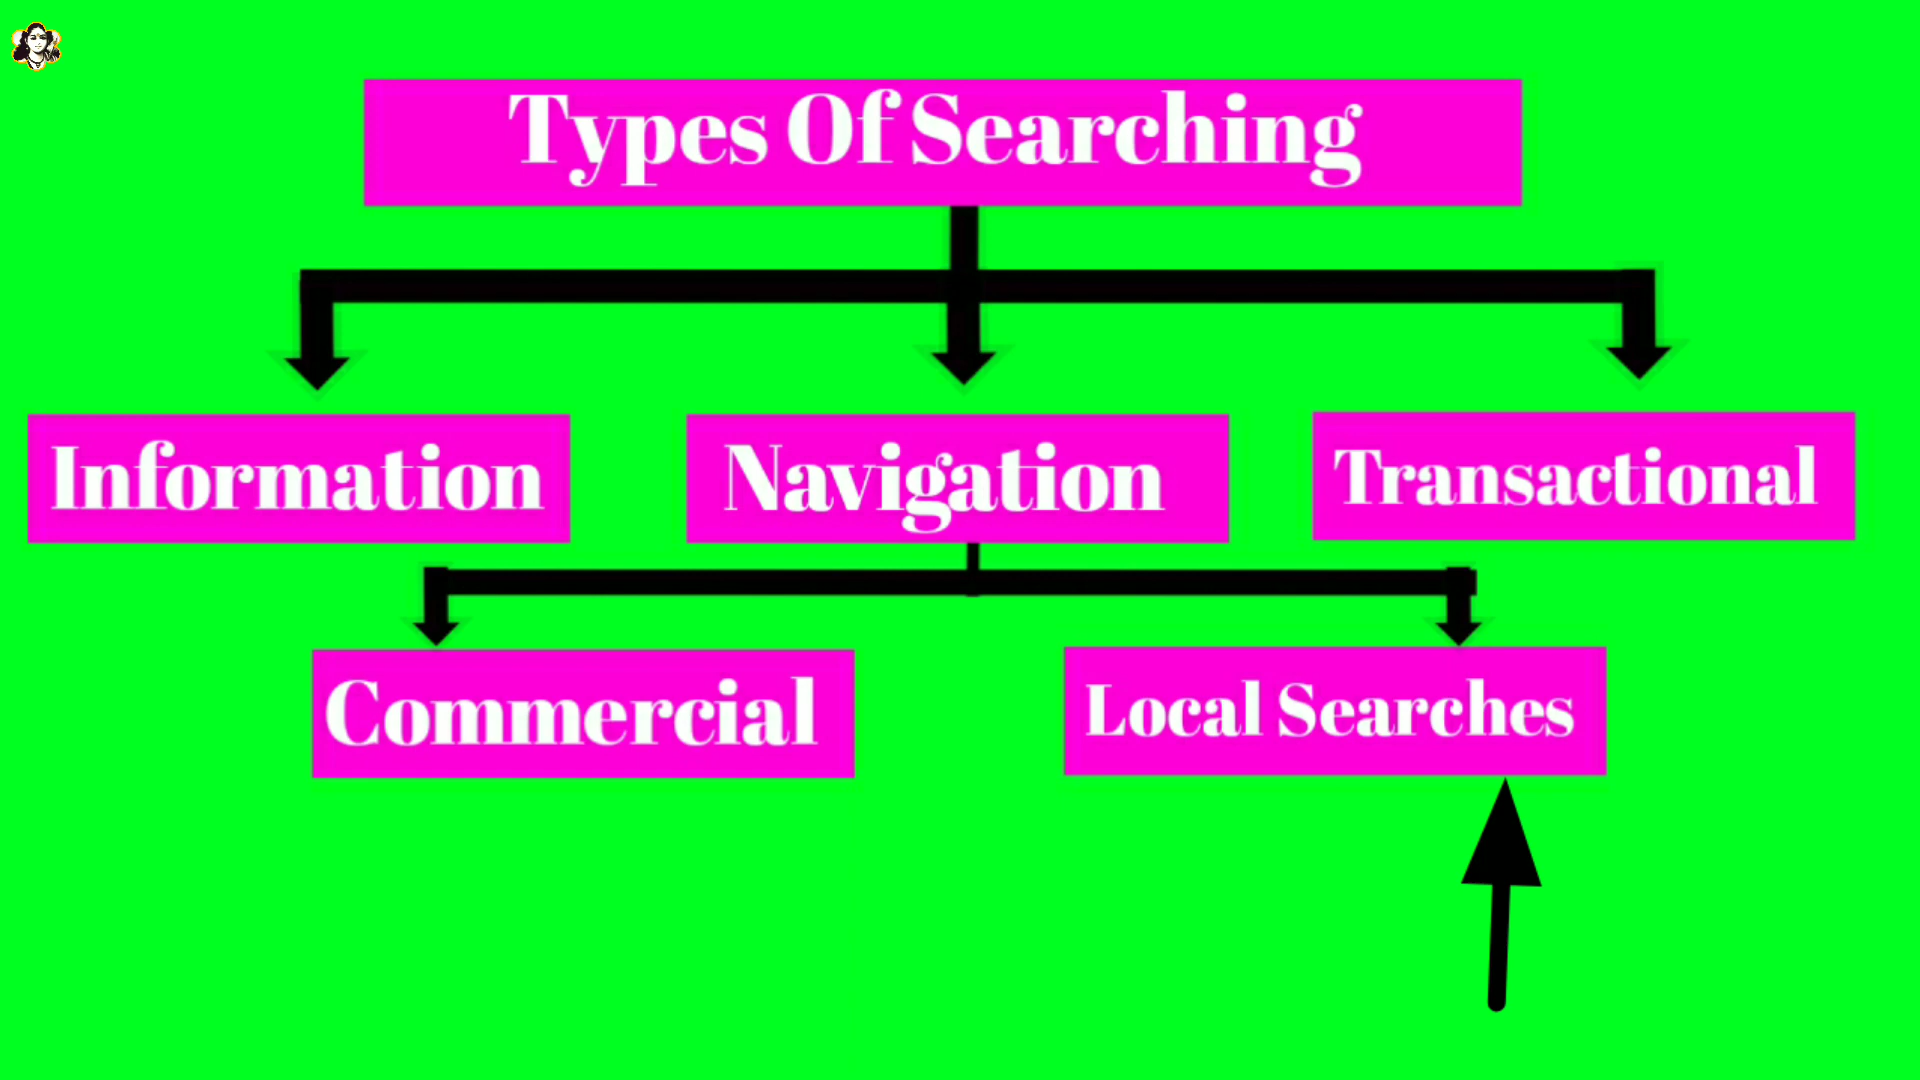 Types Of Searching
Information
Navigation
Transactional
Commercial
Local Searches